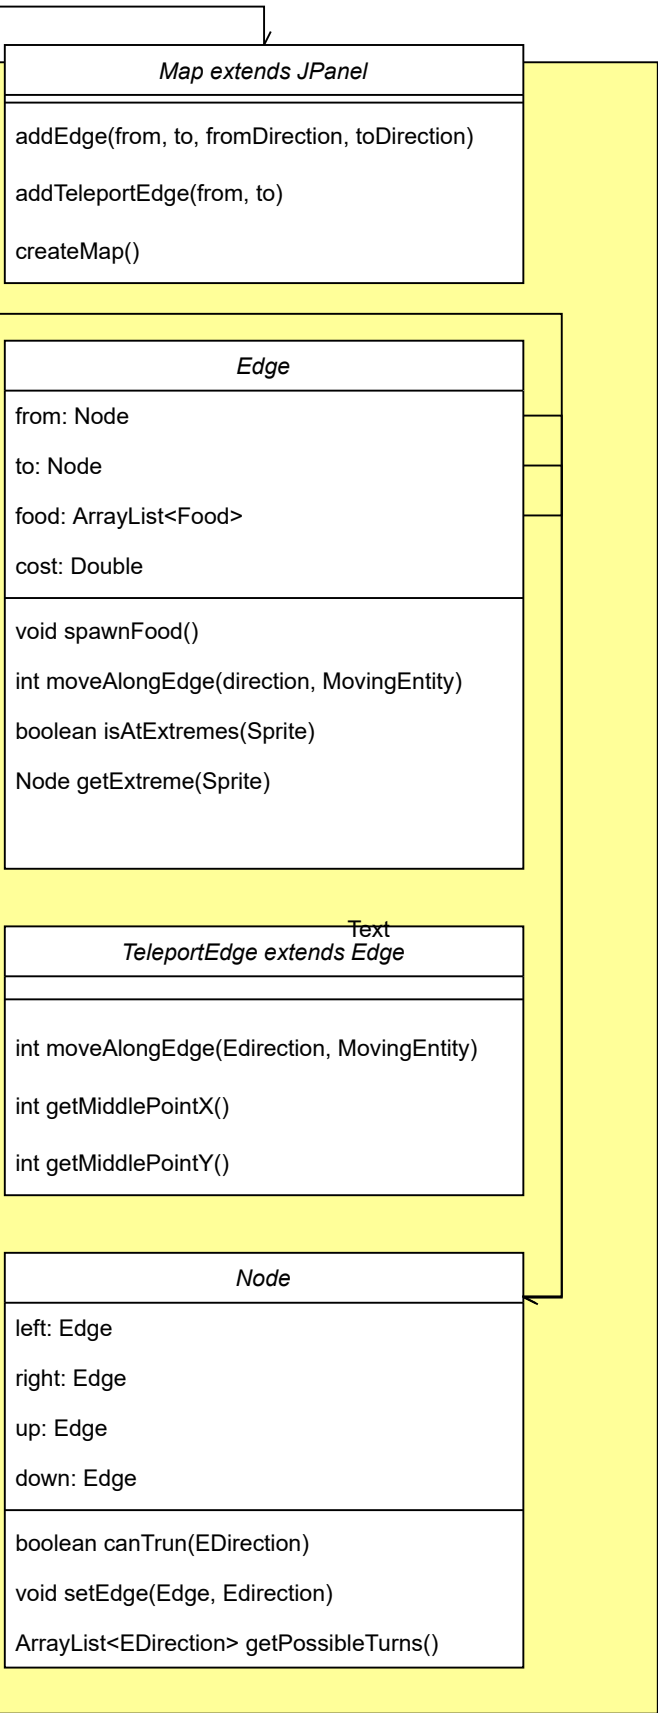 Map extends JPanel
addEdge(from, to, fromDirection, toDirection)
addTeleportEdge(from, to)
createMap()
Edge
from: Node
to: Node
food: ArrayList<Food>
cost: Double
void spawnFood()
int moveAlongEdge(direction, MovingEntity)
boolean isAtExtremes(Sprite)
Node getExtreme(Sprite)
Text
TeleportEdge extends Edge
int moveAlongEdge(Edirection, MovingEntity)
int getMiddlePointX()
int getMiddlePointY()
Node
left: Edge
right: Edge
up: Edge
down: Edge
boolean canTrun(EDirection)
void setEdge(Edge, Edirection)
ArrayList<EDirection> getPossibleTurns()